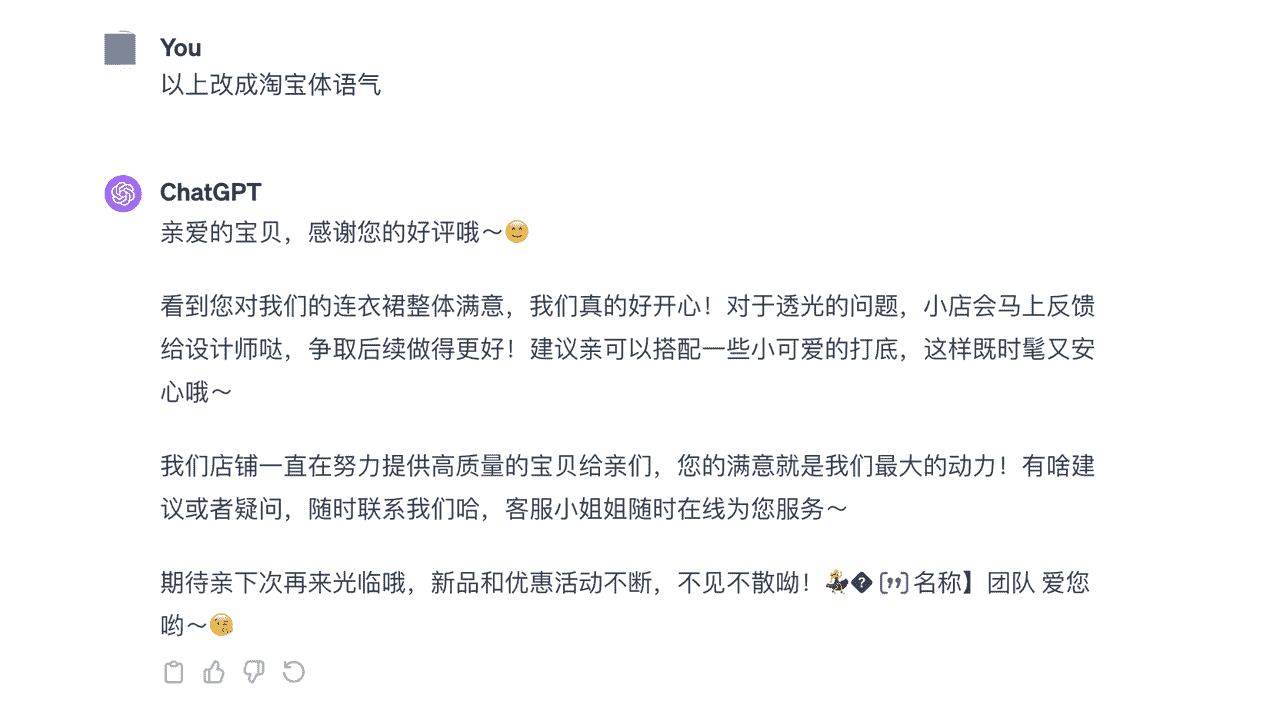 You
以上改成淘宝体语气
ChatGPT
亲爱的宝贝，感谢您的好评哦～😊
看到您对我们的连衣裙整体满意，我们真的好开心！对于透光的问题，小店会马上反馈
给设计师哒，争取后续做得更好！建议亲可以搭配一些小可爱的打底，这样既时髦又安
心哦～
我们店铺一直在努力提供高质量的宝贝给亲们，您的满意就是我们最大的动力！有啥建
议或者疑问，随时联系我们哈，客服小姐姐随时在线为您服务～
期待亲下次再来光临哦，新品和优惠活动不断，不见不散呦！💃� [❞] 名称】团队 爱您
哟～😘